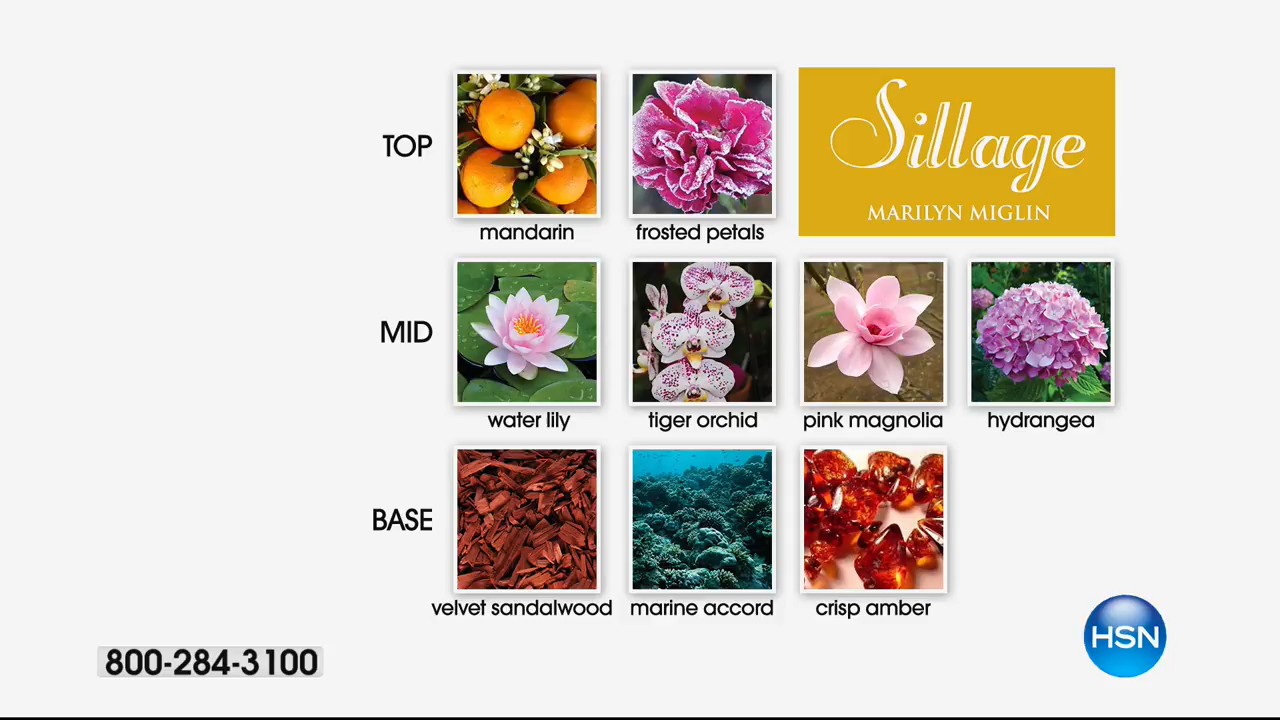 TOP
mandarin
frosted petals
Sillage
MARILYN MIGLIN
MID
water lily
tiger orchid
pink magnolia
hydrangea
BASE
velvet sandalwood
marine accord
crisp amber
800-284-3100
HSN